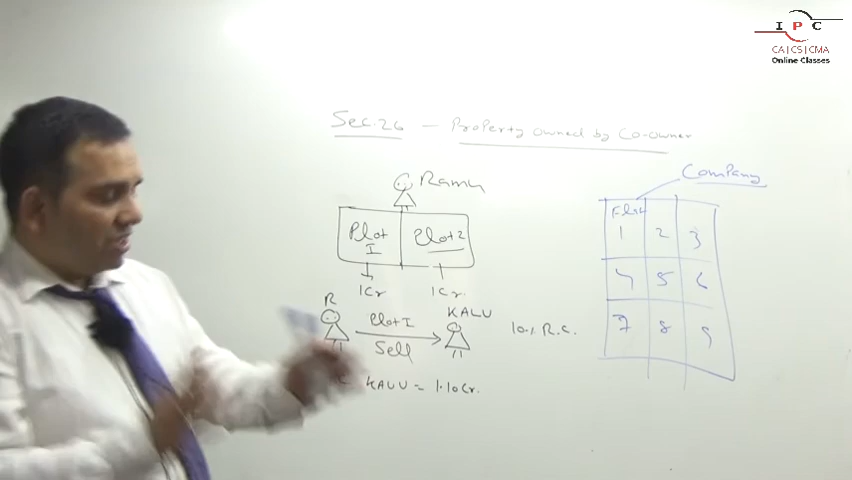 I P C
CA|CS|CMA
Online Classes
Sec.26 - Property owned by Co-owner
Company
Ramu
Plot I
Plot 2
1Cr
1Cr.
Flat
1 2 3
4 5 6
7 8 9
R
Plot I
Sell
KALU
10% R.C.
KALU = 1.10Cr.